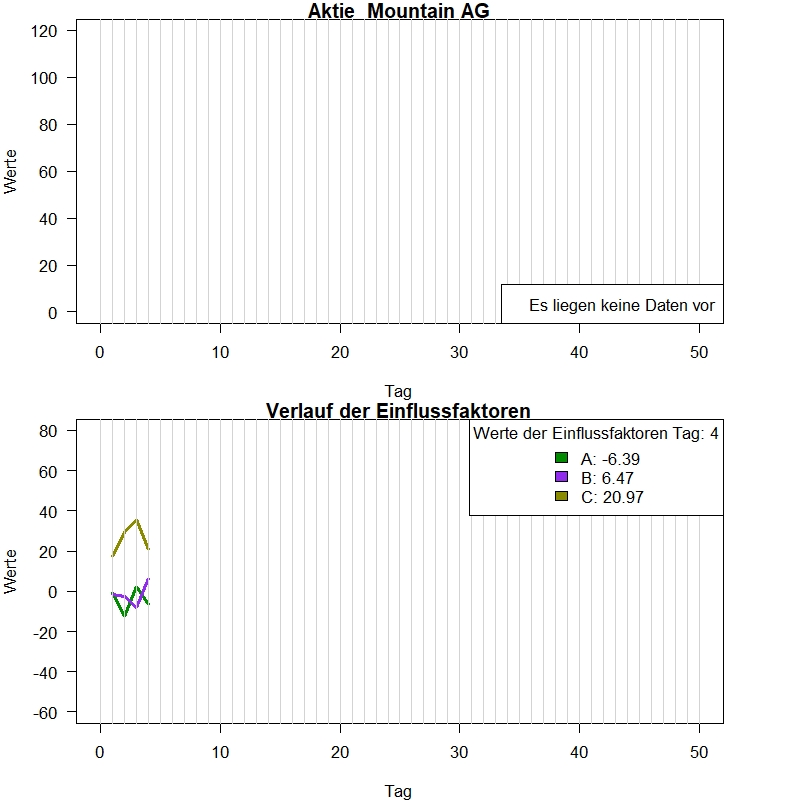 Aktie  Mountain AG
120
100
80
60
40
20
0
Werte
Es liegen keine Daten vor
0 10 20 30 40 50
Tag
Verlauf der Einflussfaktoren
80
60
40
20
0
-20
-40
-60
Werte
Werte der Einflussfaktoren Tag: 4
A: -6.39
B: 6.47
C: 20.97
0 10 20 30 40 50
Tag